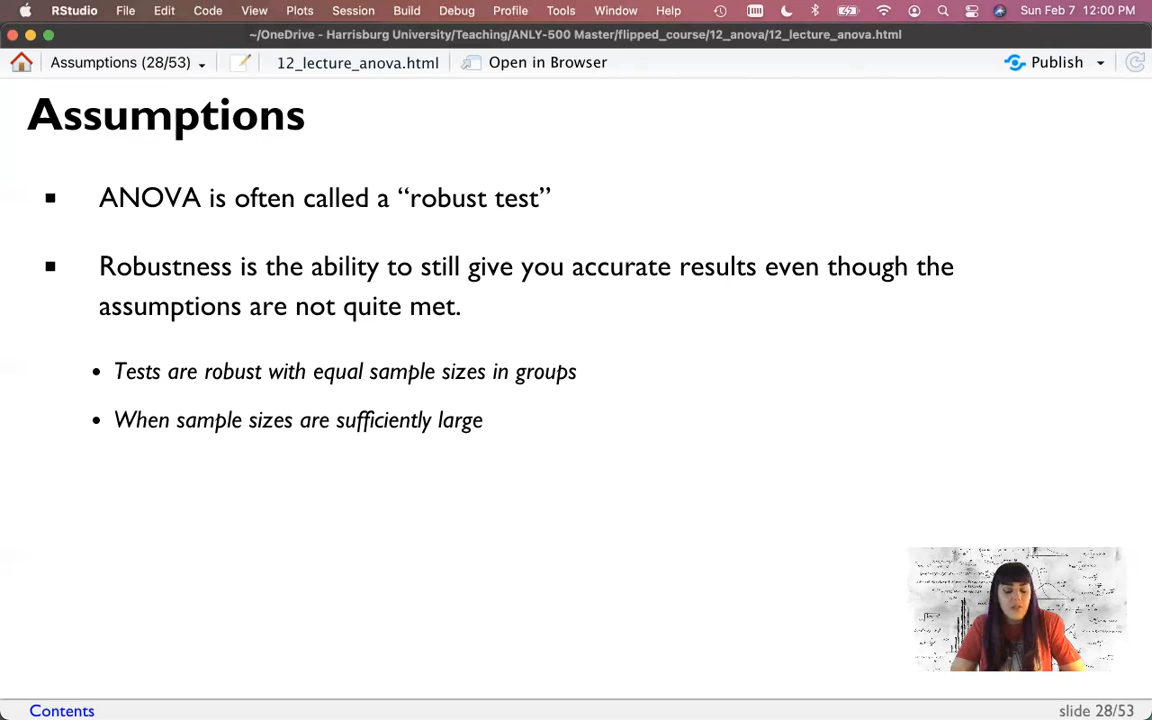 RStudio File Edit Code View Plots Session Build Debug Profile Tools Window Help Sun Feb 7 12:00 PM
~/OneDrive - Harrisburg University/Teaching/ANLY-500 Master/flipped_course/12_anova/12_lecture_anova.html
Assumptions (28/53) 12_lecture_anova.html Open in Browser Publish
Assumptions
ANOVA is often called a “robust test”
Robustness is the ability to still give you accurate results even though the
assumptions are not quite met.
Tests are robust with equal sample sizes in groups
When sample sizes are sufficiently large
Contents slide 28/53